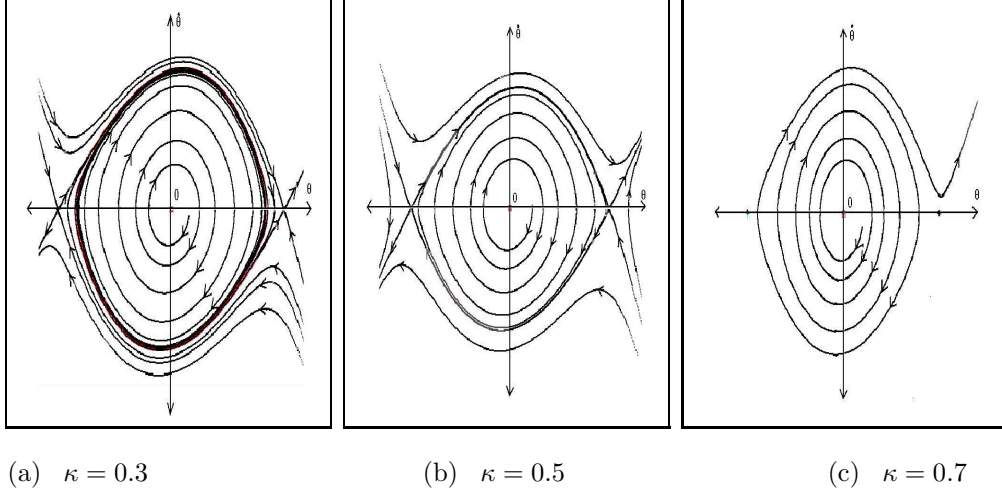 θ̇
θ
0
θ̇
θ
0
θ̇
θ
0
(a) κ = 0.3
(b) κ = 0.5
(c) κ = 0.7